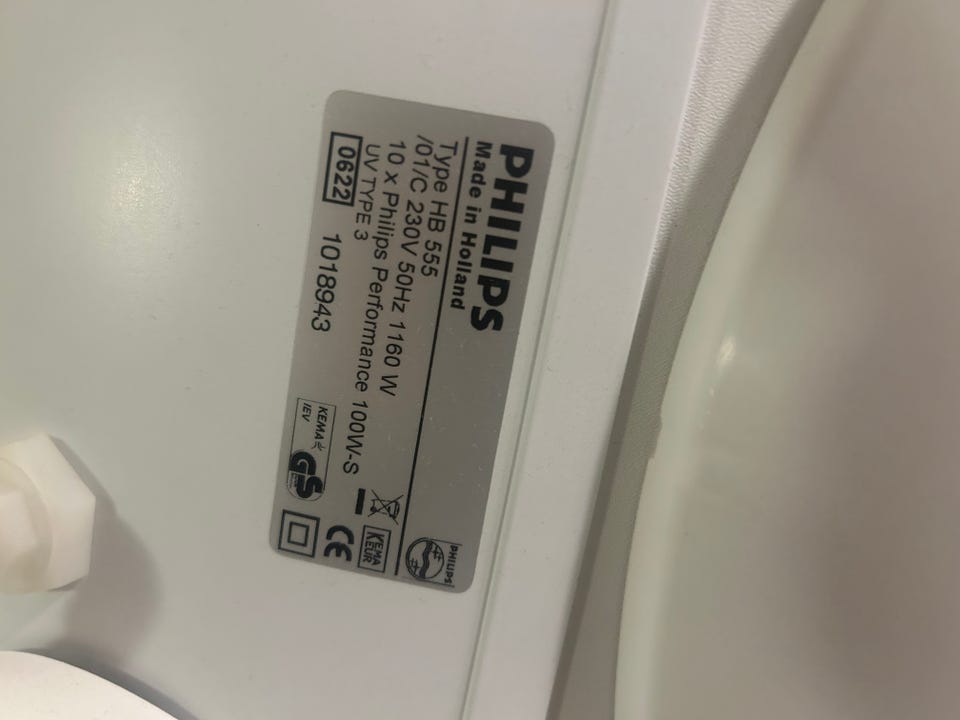 PHILIPS
Made in Holland
Type HB 555
/01/C 230V 50Hz 1160 W
10 x Philips Performance 100W-S
UV TYPE 3
0622 1018943
KEMA
IEV
GS
PHILIPS
KEMA
KEUR
CE